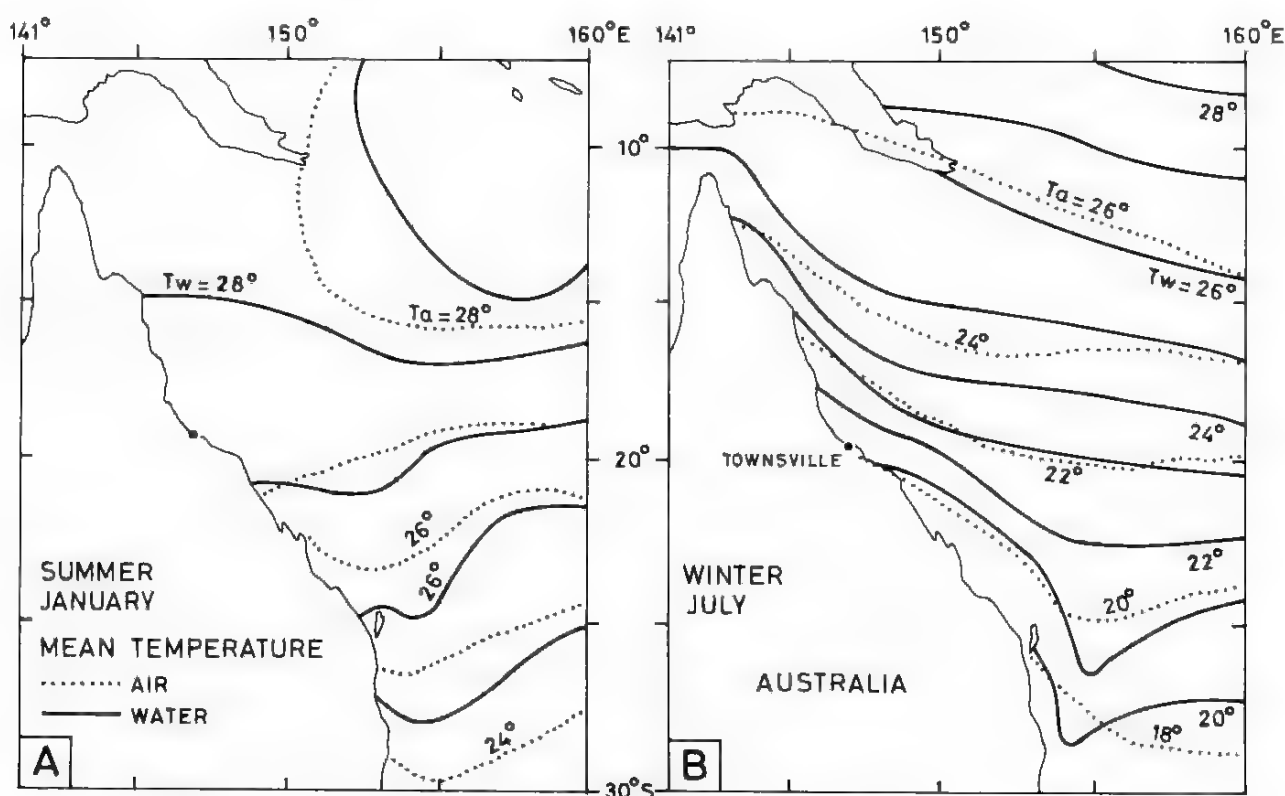 141° 150° 160°E 141° 150° 160°E
28°
10°
Ta = 26°
Tw = 28°
Ta = 28°
Tw = 26°
24°
24°
20°
TOWNSVILLE
22°
26°
26°
22°
20°
24°
20°
18°
SUMMER
JANUARY
MEAN TEMPERATURE
AIR
WATER
WINTER
JULY
AUSTRALIA
A
30°S
B